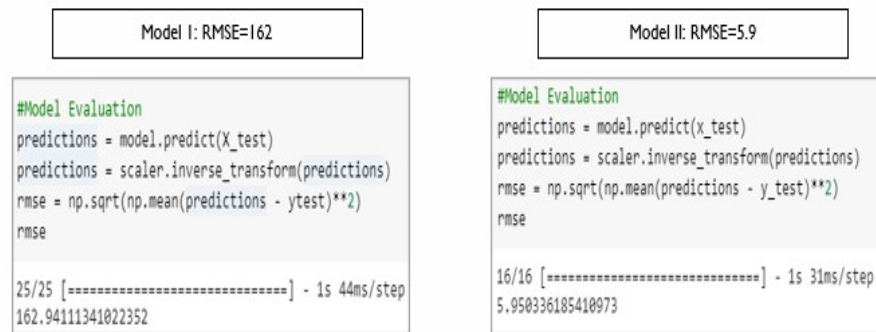 Model I: RMSE=162
#Model Evaluation
predictions = model.predict(X_test)
predictions = scaler.inverse_transform(predictions)
rmse = np.sqrt(np.mean(predictions - ytest)**2)
rmse
25/25 [==============================] - 1s 44ms/step
162.94111341022352
Model II: RMSE=5.9
#Model Evaluation
predictions = model.predict(x_test)
predictions = scaler.inverse_transform(predictions)
rmse = np.sqrt(np.mean(predictions - y_test)**2)
rmse
16/16 [==============================] - 1s 31ms/step
5.950336185410973